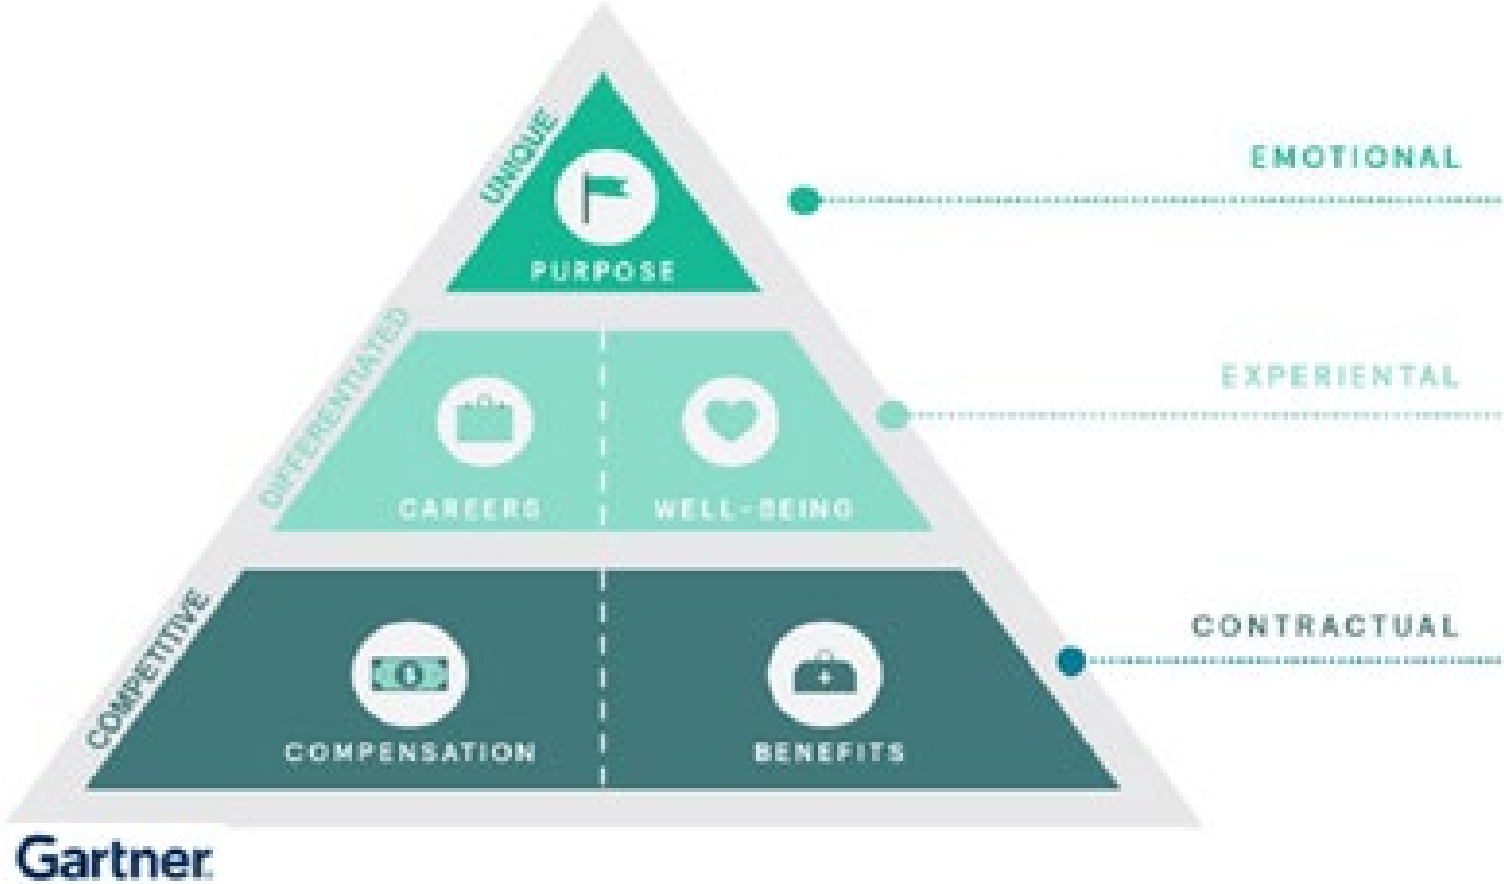 UNIQUE
EMOTIONAL
PURPOSE
DIFFERENTIATED
EXPERIENTAL
CAREERS
WELL-BEING
COMPETITIVE
CONTRACTUAL
COMPENSATION
BENEFITS
Gartner